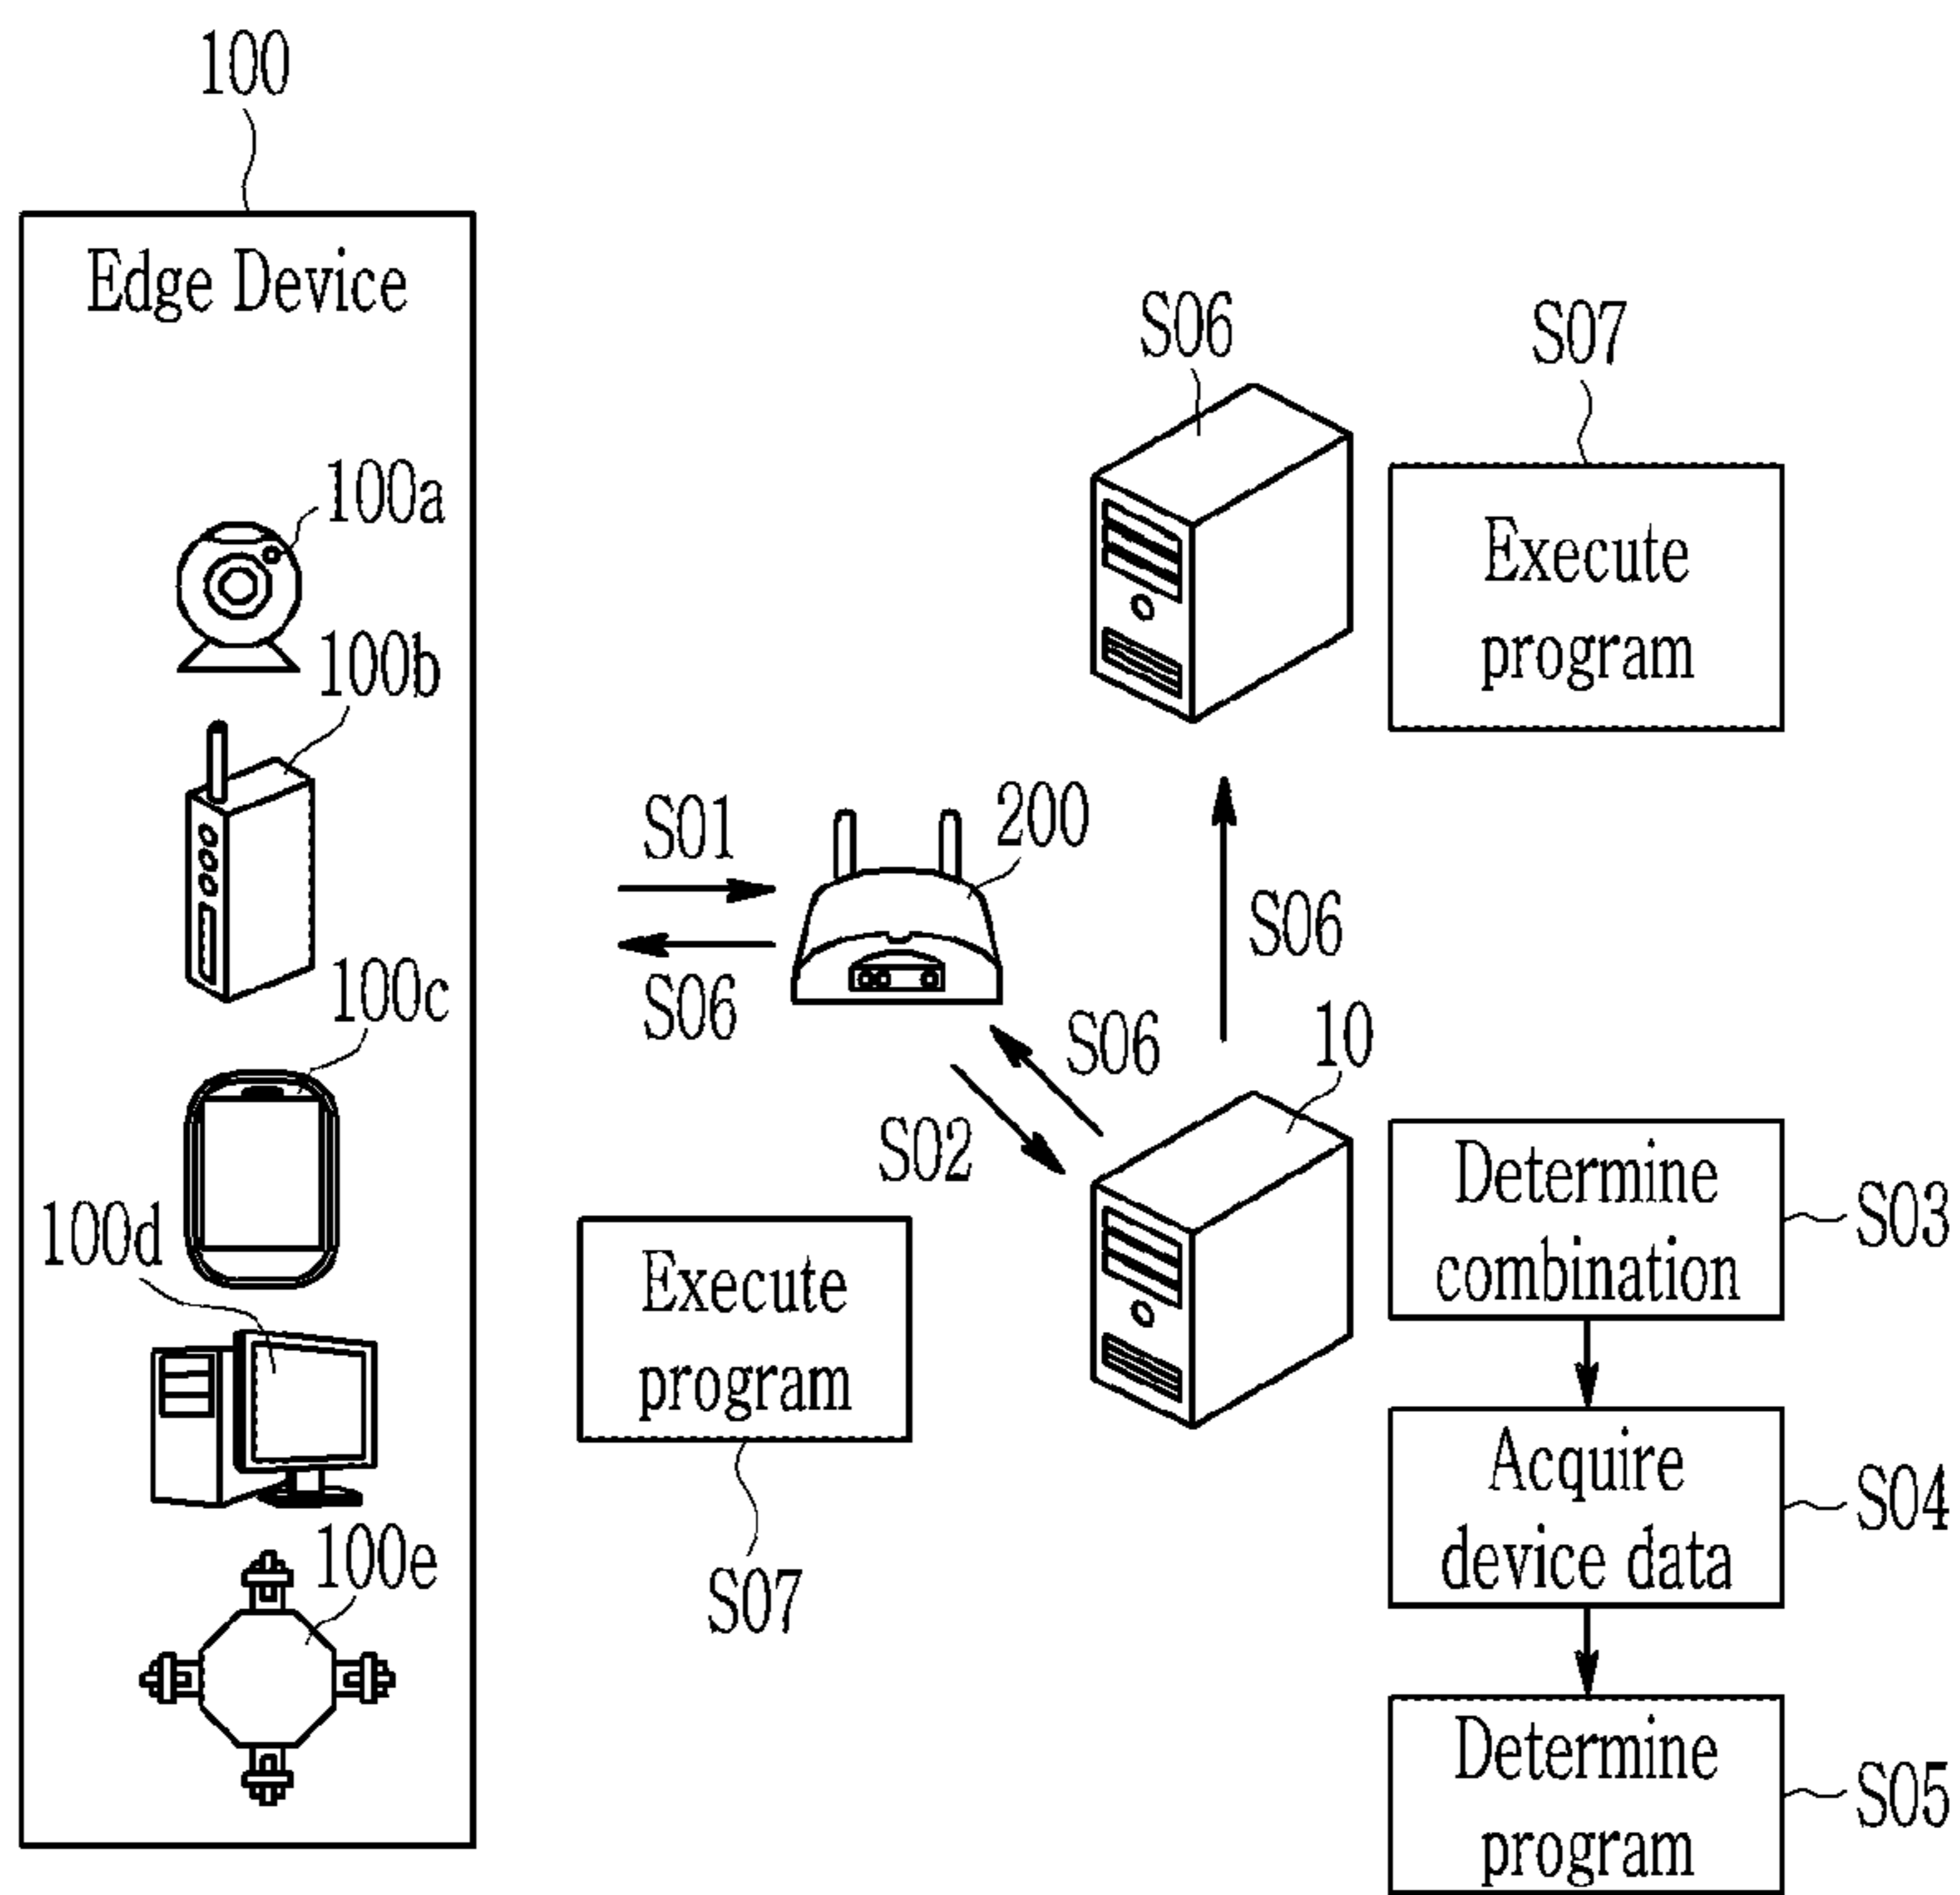 100
Edge Device
100a
100b
100c
100d
100e
S01
S06
200
S06
S07
Execute
program
S06
S06
S02
10
Execute
program
S07
Determine
combination
S03
Acquire
device data
S04
Determine
program
S05